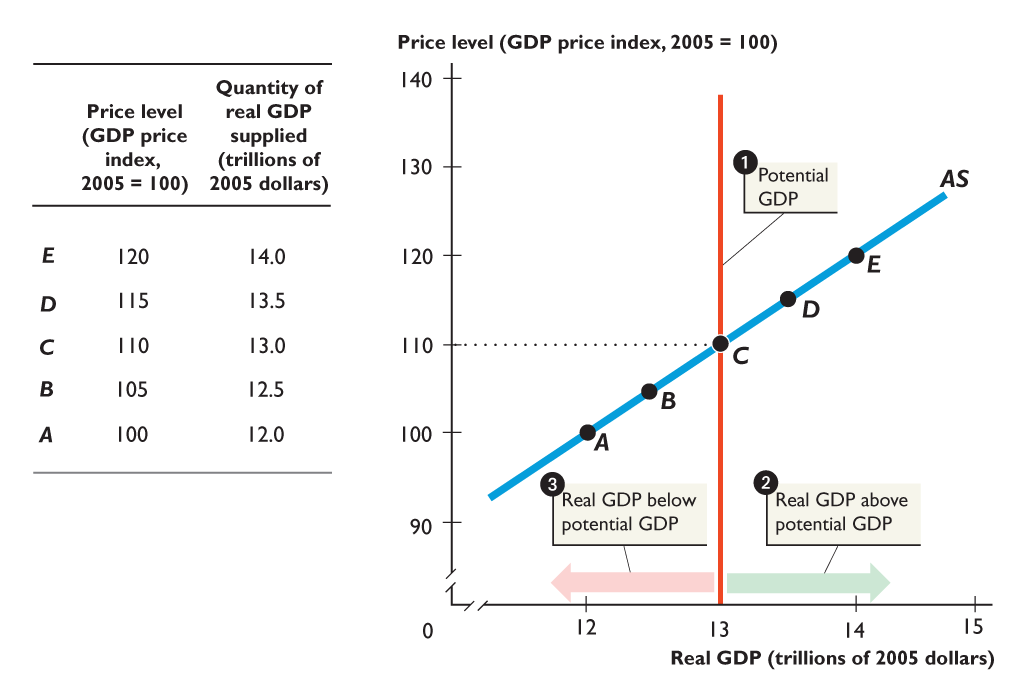 Price level
(GDP price
index,
2005 = 100)
Quantity of
real GDP
supplied
(trillions of
2005 dollars)
E 120 14.0
D 115 13.5
C 110 13.0
B 105 12.5
A 100 12.0
Price level (GDP price index, 2005 = 100)
140
130
120
110
100
90
0
1
Potential
GDP
AS
E
D
C
B
A
3
Real GDP below
potential GDP
2
Real GDP above
potential GDP
12 13 14 15
Real GDP (trillions of 2005 dollars)